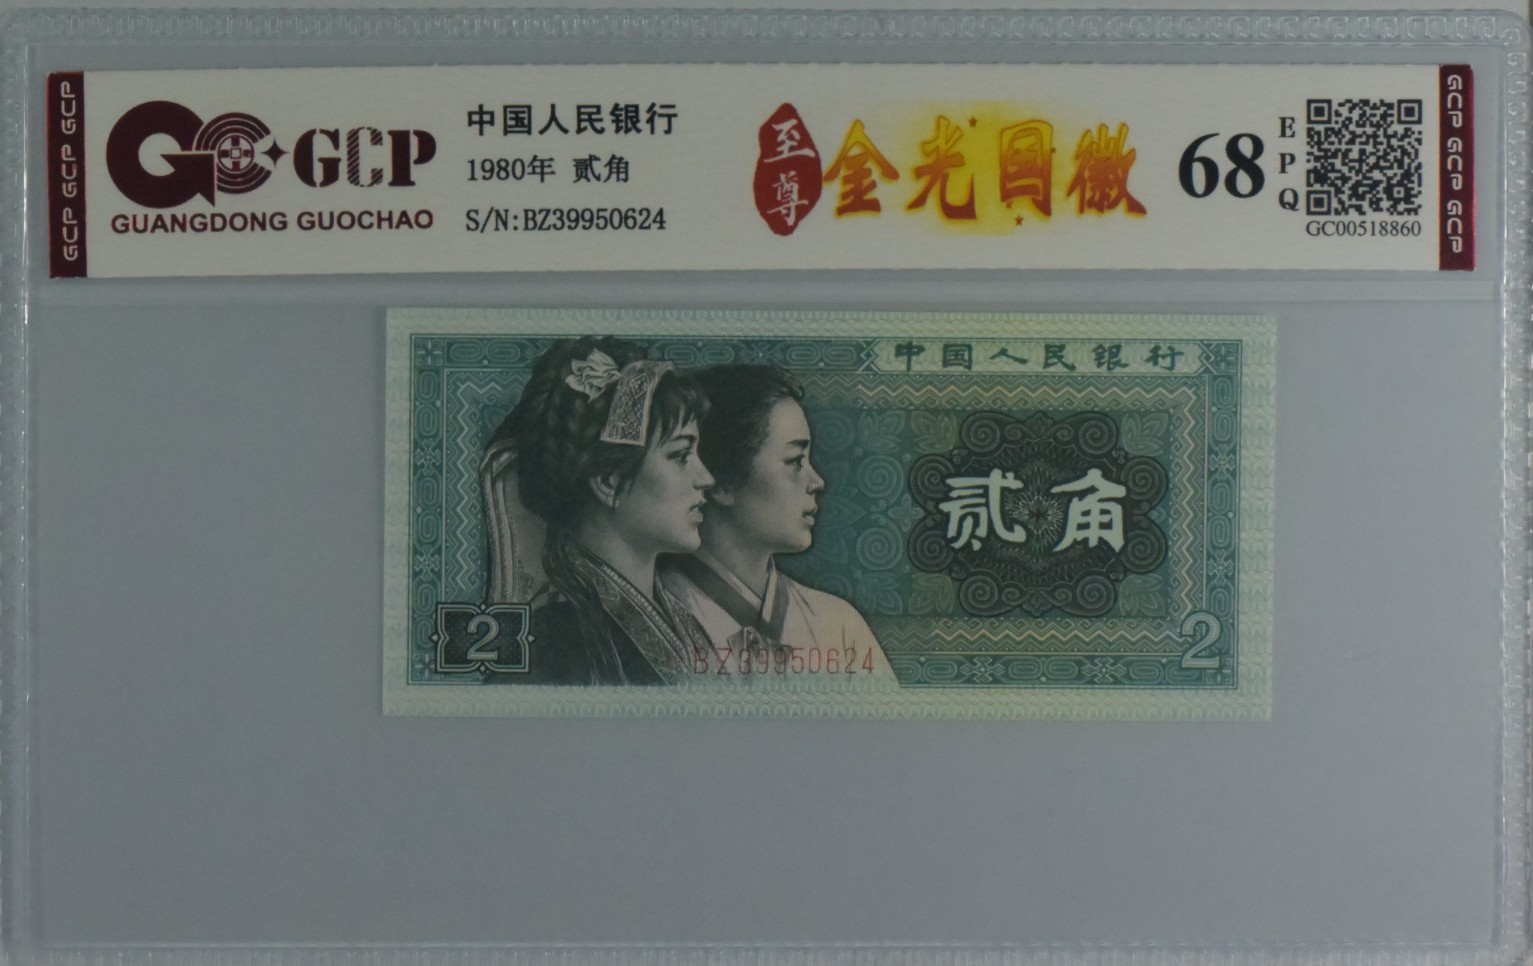 GCP GCP GCP
GCP
GUANGDONG GUOCHAO
中国人民银行
1980年 贰角
S/N:BZ39950624
至尊
金光国徽
68
EPQ
GC00518860
GCP GCP GCP
中国人民银行
贰角
2
2
BZ39950624